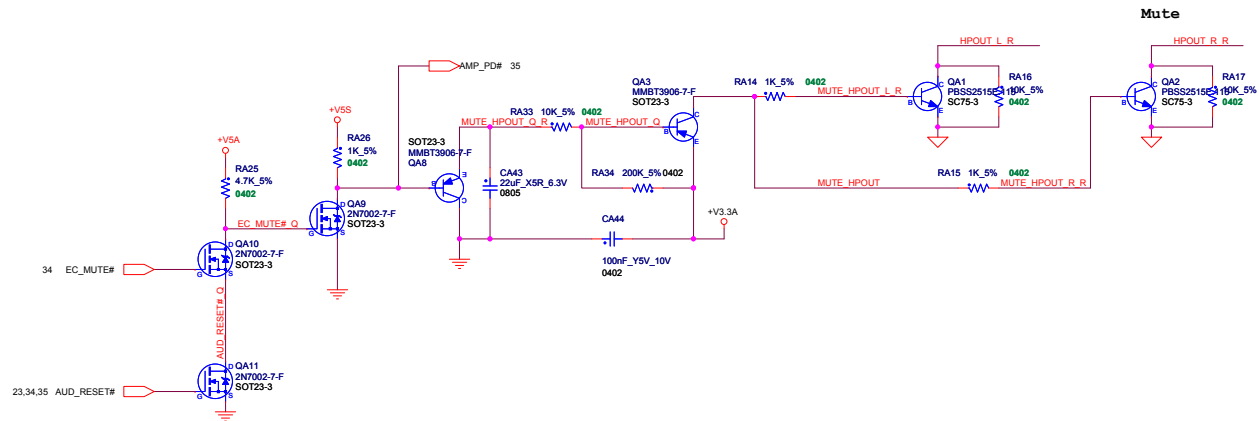 Mute
HPOUT_L_R
HPOUT_R_R
AMP_PD# 35
QA3
MMBT3906-7-F
SOT23-3
RA14 1K_5% 0402
MUTE_HPOUT_L_R
QA1
SC75-3
RA16
10K_5%
0402
QA2
SC75-3
RA17
10K_5%
0402
+V5S
RA26
1K_5%
0402
+V5A
RA25
4.7K_5%
0402
MUTE_HPOUT_Q_R
RA33 10K_5% 0402
MUTE_HPOUT_Q
SOT23-3
MMBT3906-7-F
QA8
CA43
22uF_X5R_6.3V
0805
RA34 200K_5% 0402
MUTE_HPOUT
RA15 1K_5% 0402
MUTE_HPOUT_R_R
+V3.3A
CA44
100nF_Y5V_10V
0402
EC_MUTE#_Q
QA9
2N7002-7-F
SOT23-3
QA10
2N7002-7-F
SOT23-3
34 EC_MUTE#
AUD_RESET#_Q
QA11
2N7002-7-F
SOT23-3
23,34,35 AUD_RESET#
D
G
S
D
G
S
D
G
S
B
E
C
B
C
E
B
C
E
B
C
E